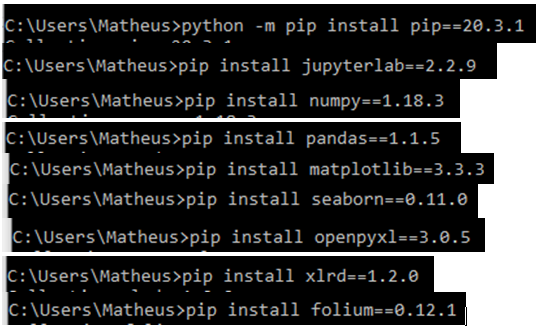 C:\Users\Matheus>python -m pip install pip==20.3.1
C:\Users\Matheus>pip install jupyterlab==2.2.9
C:\Users\Matheus>pip install numpy==1.18.3
C:\Users\Matheus>pip install pandas==1.1.5
C:\Users\Matheus>pip install matplotlib==3.3.3
C:\Users\Matheus>pip install seaborn==0.11.0
C:\Users\Matheus>pip install openpyxl==3.0.5
C:\Users\Matheus>pip install xlrd==1.2.0
C:\Users\Matheus>pip install folium==0.12.1